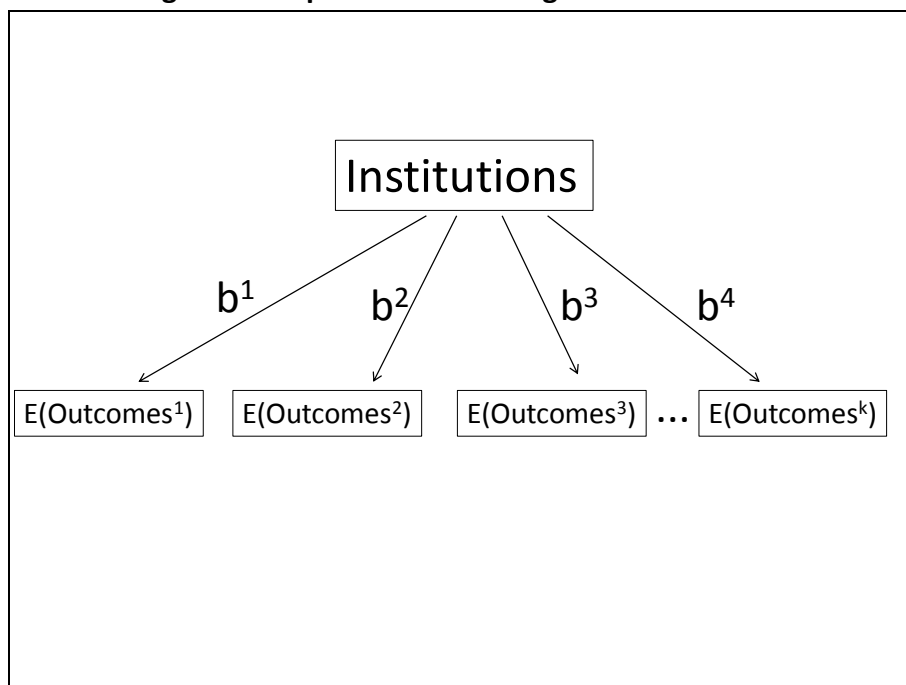 Institutions
b¹
b²
b³
b⁴
E(Outcomes¹)
E(Outcomes²)
E(Outcomes³)
...
E(Outcomesᵏ)